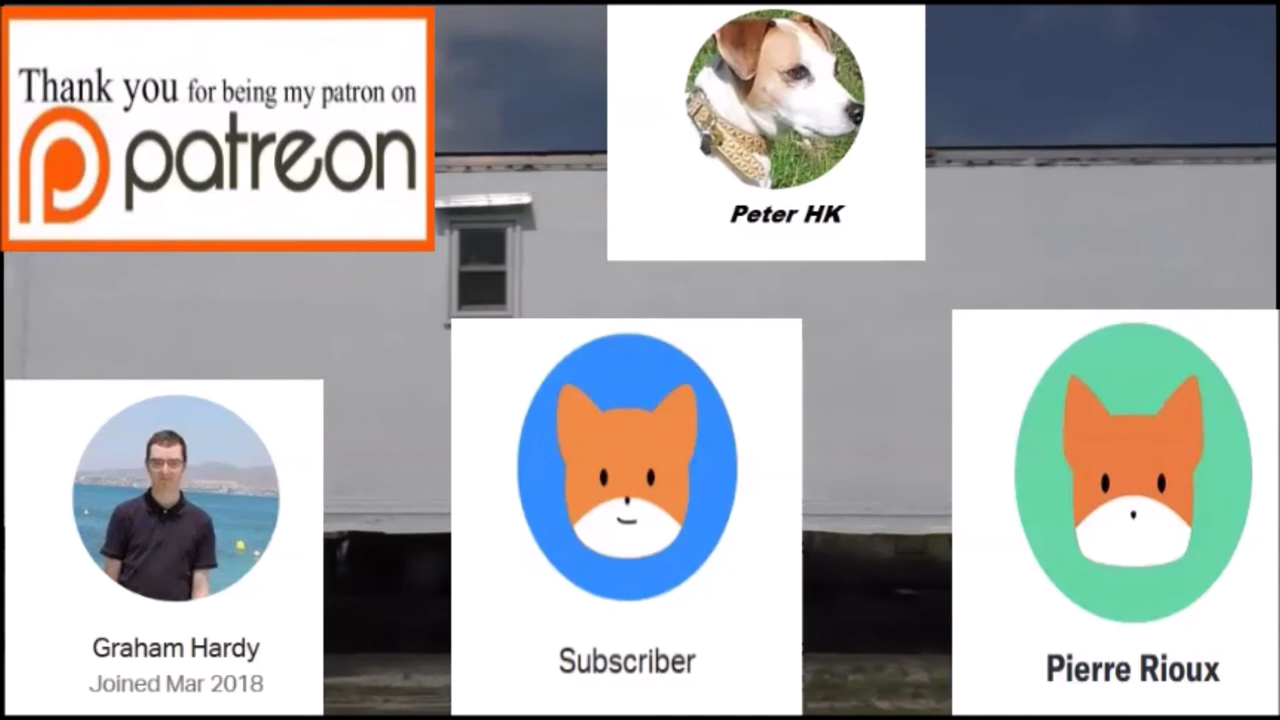 Thank you for being my patron on
patreon
Peter HK
Graham Hardy
Joined Mar 2018
Subscriber
Pierre Rioux